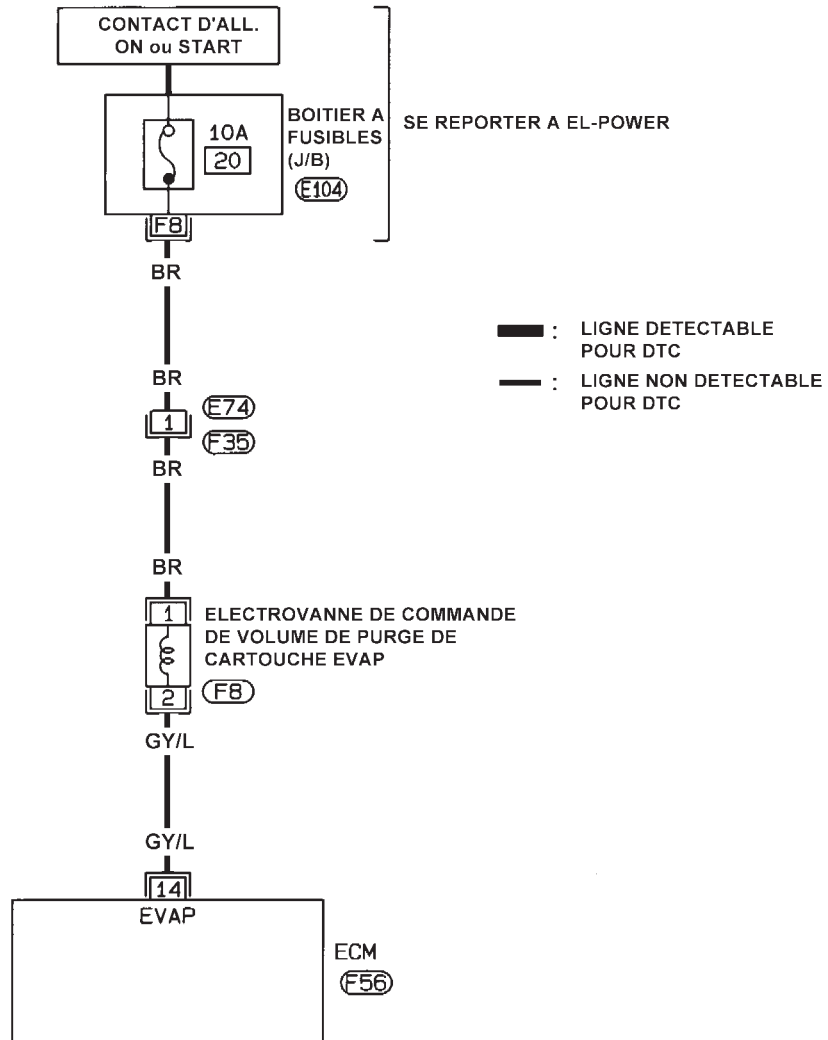 CONTACT D'ALL.
ON ou START
10A
20
BOITIER A
FUSIBLES
(J/B)
E104
SE REPORTER A EL-POWER
F8
BR
: LIGNE DETECTABLE
POUR DTC
: LIGNE NON DETECTABLE
POUR DTC
BR
1
E74
F35
BR
BR
1
ELECTROVANNE DE COMMANDE
DE VOLUME DE PURGE DE
CARTOUCHE EVAP
2
F8
GY/L
GY/L
14
EVAP
ECM
F56